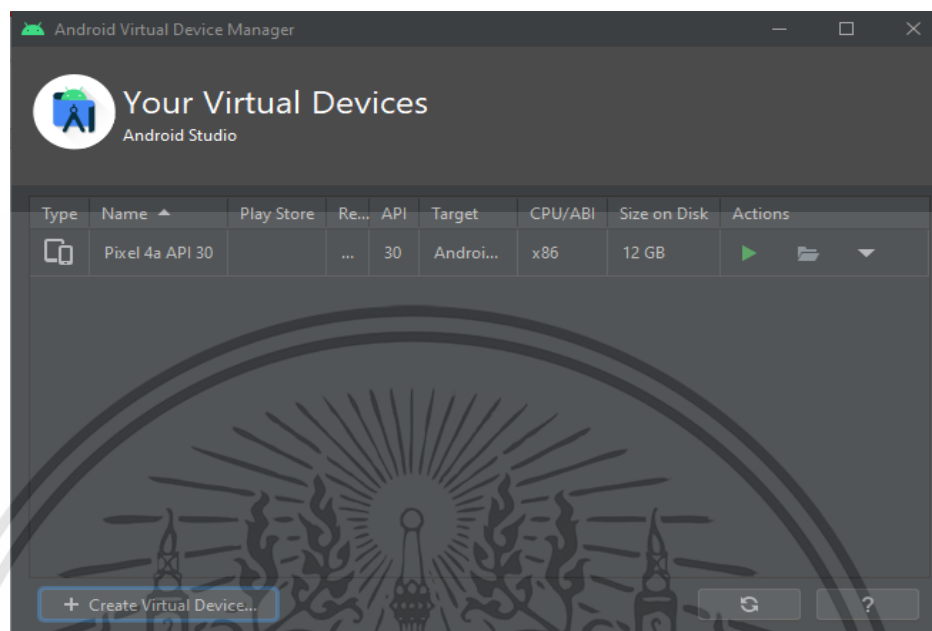 Android Virtual Device Manager
Your Virtual Devices
Android Studio
Type Name Play Store Re... API Target CPU/ABI Size on Disk Actions
Pixel 4a API 30 ... 30 Androi... x86 12 GB
+ Create Virtual Device... ?